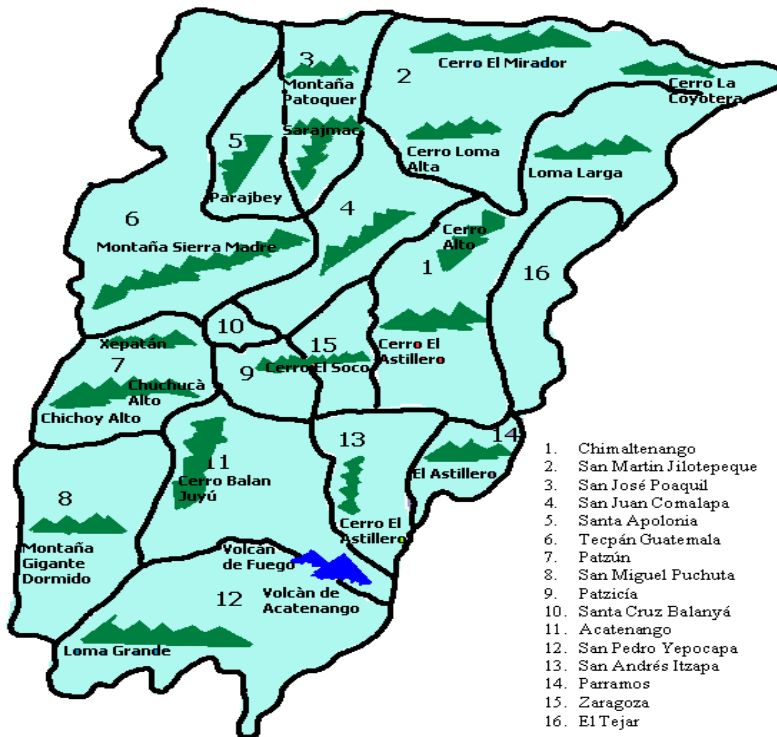 3
2
Cerro El Mirador
Cerro La
Coyotera
Montaña
Patoquer
Sarajmac
5
Cerro Loma
Alta
Loma Larga
Parajbey
6
4
Cerro
Alto
Montaña Sierra Madre
1
16
10
Xepatán
15
Cerro El
Astillero
7
9
Cerro El Soco
Chuchucà
Alto
Chichoy Alto
13
14
11
El Astillero
Cerro Balan
Juyú
8
Cerro El
Astillero
Montaña
Gigante
Dormido
Volcán
de Fuego
12
Volcàn de
Acatenango
Loma Grande
1. Chimaltenango
2. San Martin Jilotepeque
3. San José Poaquil
4. San Juan Comalapa
5. Santa Apolonia
6. Tecpán Guatemala
7. Patzún
8. San Miguel Puchuta
9. Patzicía
10. Santa Cruz Balanyá
11. Acatenango
12. San Pedro Yepocapa
13. San Andrés Itzapa
14. Parramos
15. Zaragoza
16. El Tejar